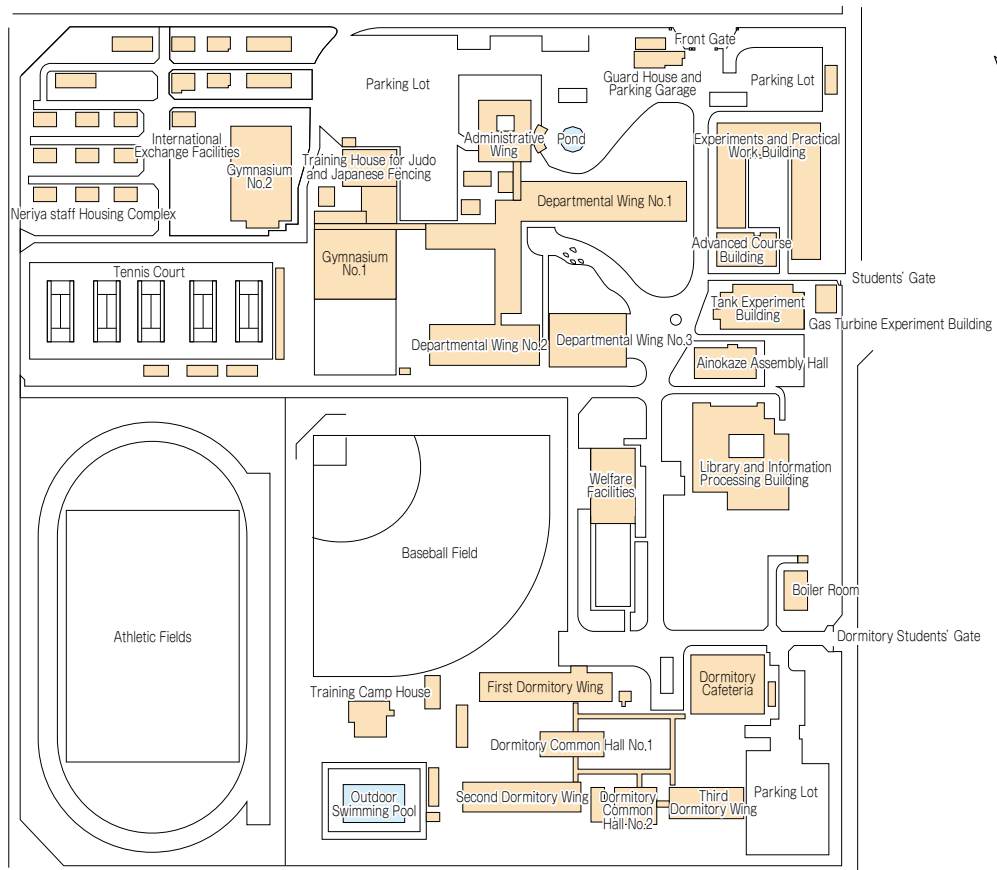 Front Gate
Parking Lot
Guard House and
Parking Garage
Parking Lot
International
Exchange Facilities
Gymnasium
No.2
Training House for Judo
and Japanese Fencing
Administrative
Wing
Pond
Experiments and Practical
Work Building
Departmental Wing No.1
Neriya staff Housing Complex
Gymnasium
No.1
Advanced Course
Building
Tennis Court
Students' Gate
Tank Experiment
Building
Gas Turbine Experiment Building
Departmental Wing No.2
Departmental Wing No.3
Ainokaze Assembly Hall
Welfare
Facilities
Library and Information
Processing Building
Baseball Field
Boiler Room
Athletic Fields
Dormitory Students' Gate
Training Camp House
First Dormitory Wing
Dormitory
Cafeteria
Dormitory Common Hall No.1
Outdoor
Swimming Pool
Second Dormitory Wing
Dormitory
Common
Hall No.2
Third
Dormitory Wing
Parking Lot